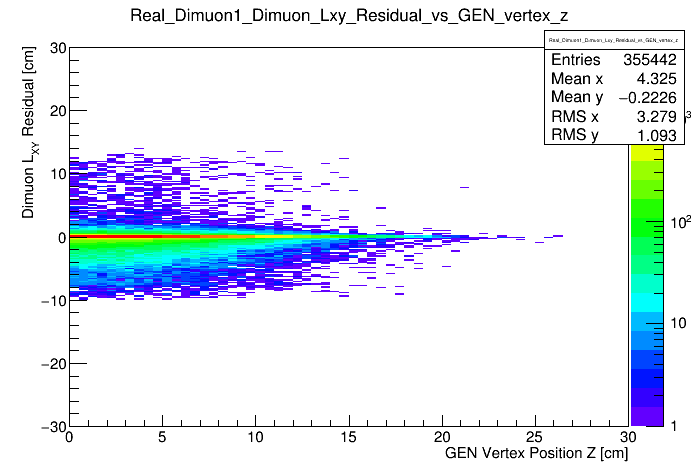 Real_Dimuon1_Dimuon_Lxy_Residual_vs_GEN_vertex_z
Real_Dimuon1_Dimuon_Lxy_Residual_vs_GEN_vertex_z
Entries 355442
Mean x 4.325
Mean y −0.2226
RMS x 3.279
RMS y 1.093
Dimuon LXY Residual [cm]
30
20
10
0
−10
−20
−30
0 5 10 15 20 25 30
GEN Vertex Position Z [cm]
3
10²
10
1